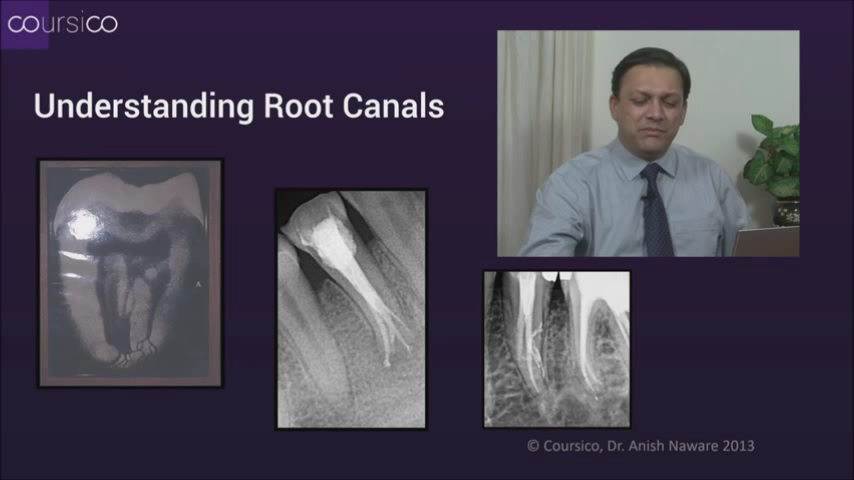 coursico
Understanding Root Canals
A
© Coursico, Dr. Anish Naware 2013